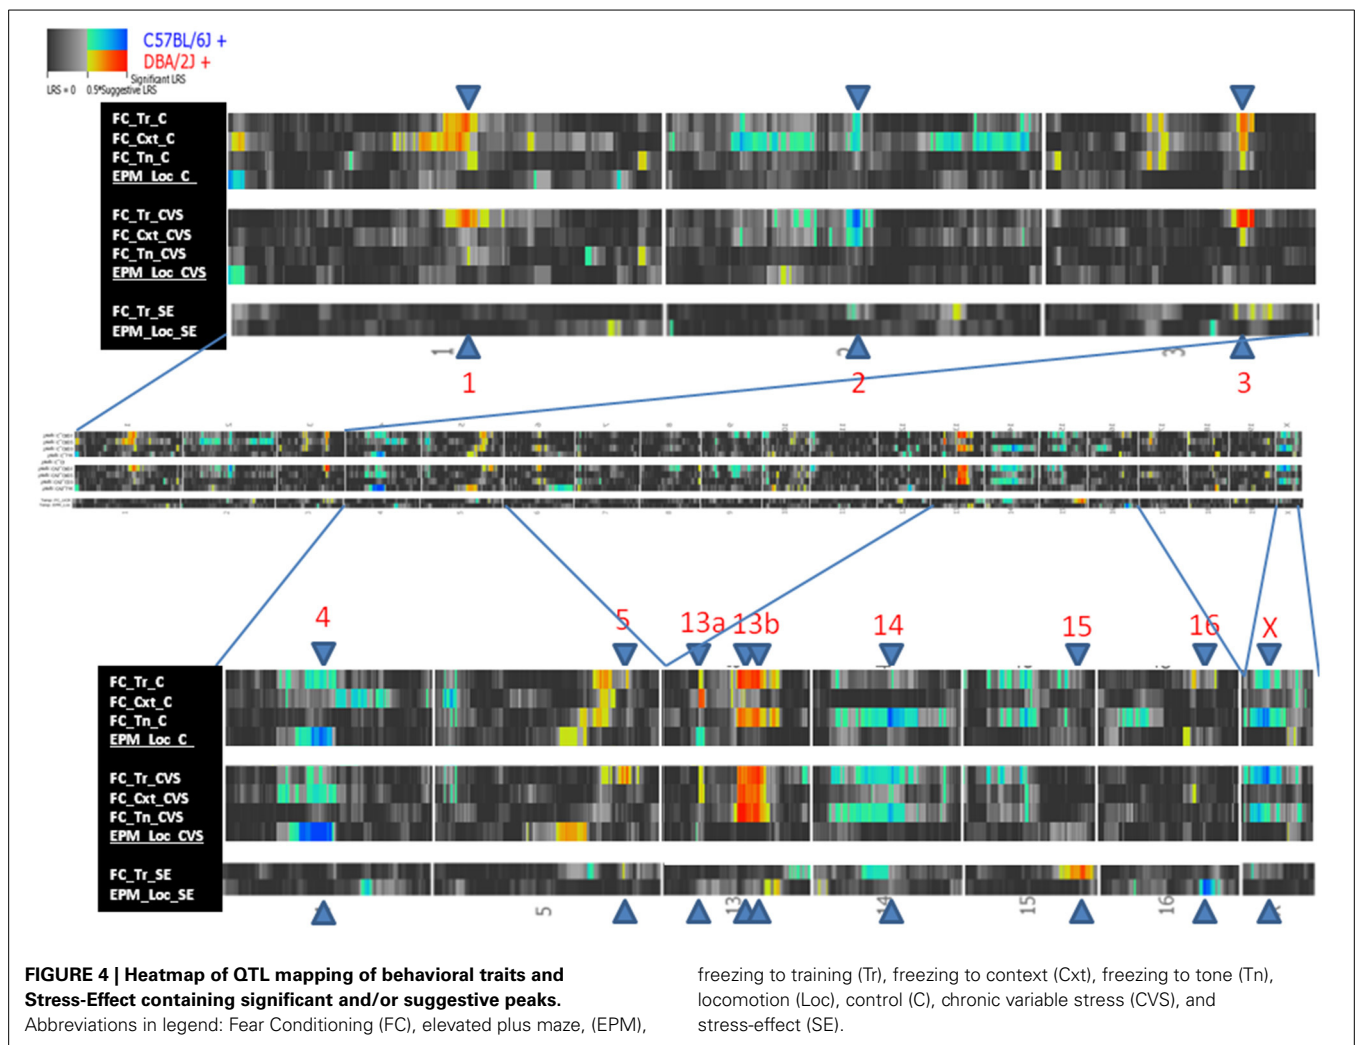 C57BL/6J +
DBA/2J +
Significant LRS
LRS = 0 0.5*Suggestive LRS
FC_Tr_C
FC_Cxt_C
FC_Tn_C
EPM_Loc_C
FC_Tr_CVS
FC_Cxt_CVS
FC_Tn_CVS
EPM_Loc_CVS
FC_Tr_SE
EPM_Loc_SE
1 2 3
1 2 3
4 5 13a 13b 14 15 16 X
FC_Tr_C
FC_Cxt_C
FC_Tn_C
EPM_Loc_C
FC_Tr_CVS
FC_Cxt_CVS
FC_Tn_CVS
EPM_Loc_CVS
FC_Tr_SE
EPM_Loc_SE
5 13 14 15 16
FIGURE 4 | Heatmap of QTL mapping of behavioral traits and
Stress-Effect containing significant and/or suggestive peaks.
Abbreviations in legend: Fear Conditioning (FC), elevated plus maze, (EPM),
freezing to training (Tr), freezing to context (Cxt), freezing to tone (Tn),
locomotion (Loc), control (C), chronic variable stress (CVS), and
stress-effect (SE).